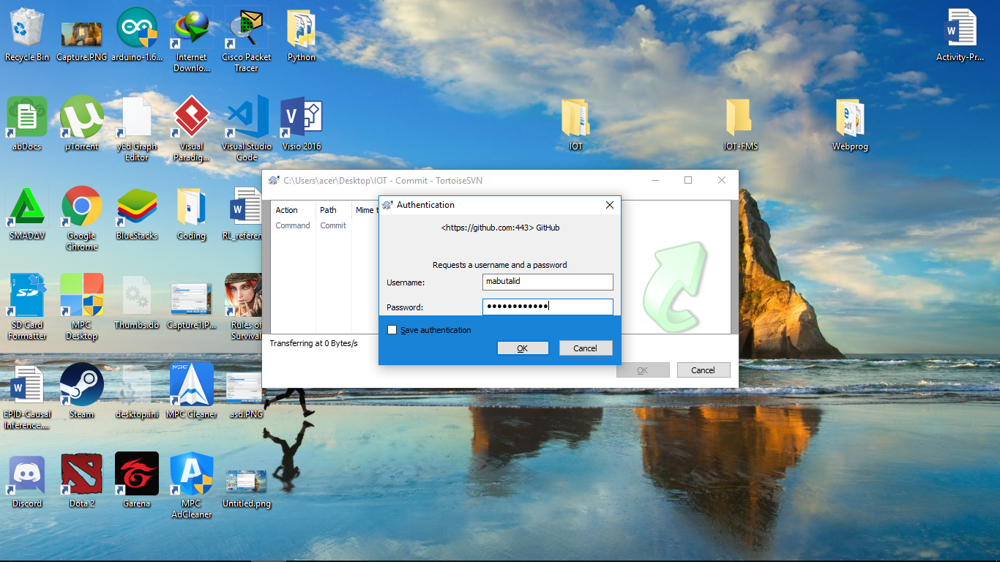 Recycle Bin
Capture.PNG
arduino-1.6...
Internet
Downlo...
Cisco Packet
Tracer
Python
Activity-Pr...
abDocs
µTorrent
yEd Graph
Editor
Visual
Paradig...
Visual Studio
Code
Visio 2016
IOT
IOT-FMS
Webprog
SMADΔV
Google
Chrome
BlueStacks
Coding
RL_referen
SD Card
Formatter
MPC
Desktop
Thumbs.db
Capture1.P...
Rules of
Survival
EPID-Causal
Inference....
Steam
desktop.ini
MPC Cleaner
asd.PNG
Discord
Dota 2
Garena
MPC
AdCleaner
Untitled.png
C:\Users\acer\Desktop\IOT - Commit - TortoiseSVN
Action Path Mime t
Command Commit
Transferring at 0 Bytes/s
OK Cancel
Authentication
<https://github.com:443> GitHub
Requests a username and a password
Username: mabutalid
Password: ●●●●●●●●●●●●
Save authentication
OK Cancel